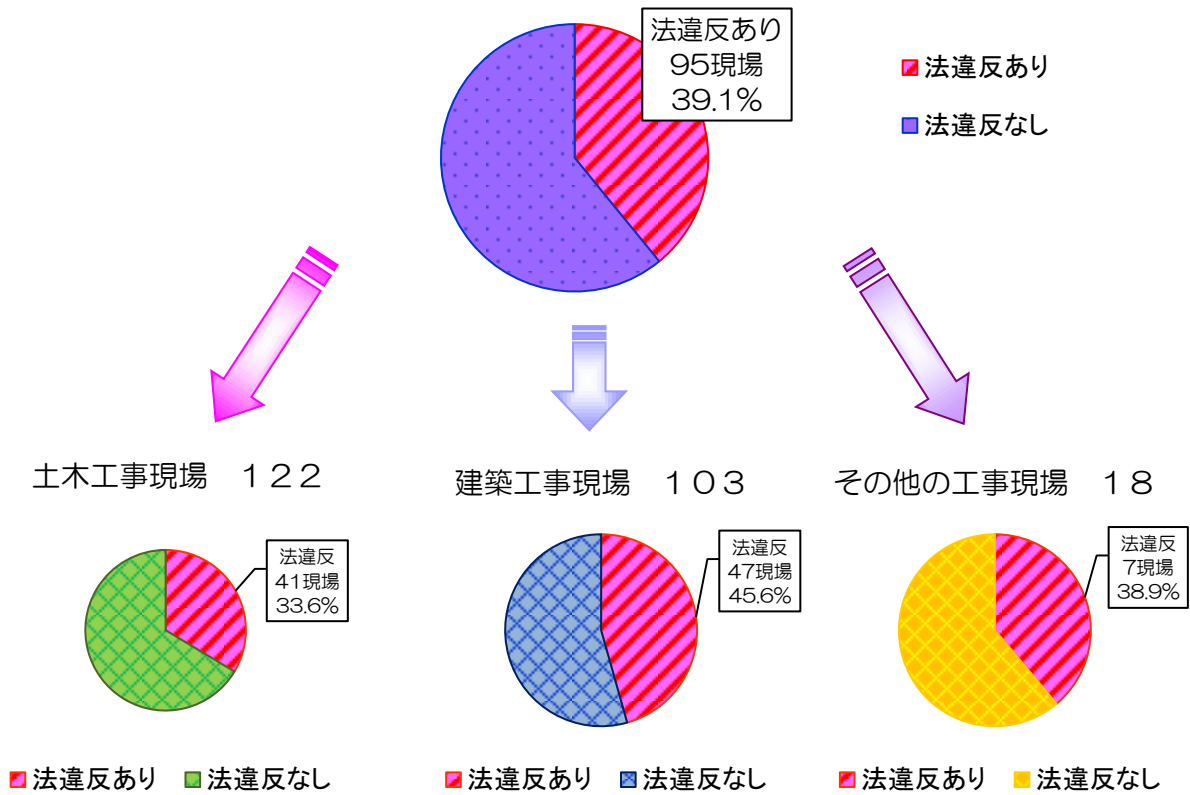 法違反あり
95現場
39.1%
法違反あり
法違反なし
土木工事現場　１２２
建築工事現場　１０３
その他の工事現場　１８
法違反
41現場
33.6%
法違反
47現場
45.6%
法違反
7現場
38.9%
法違反あり 法違反なし
法違反あり 法違反なし
法違反あり 法違反なし